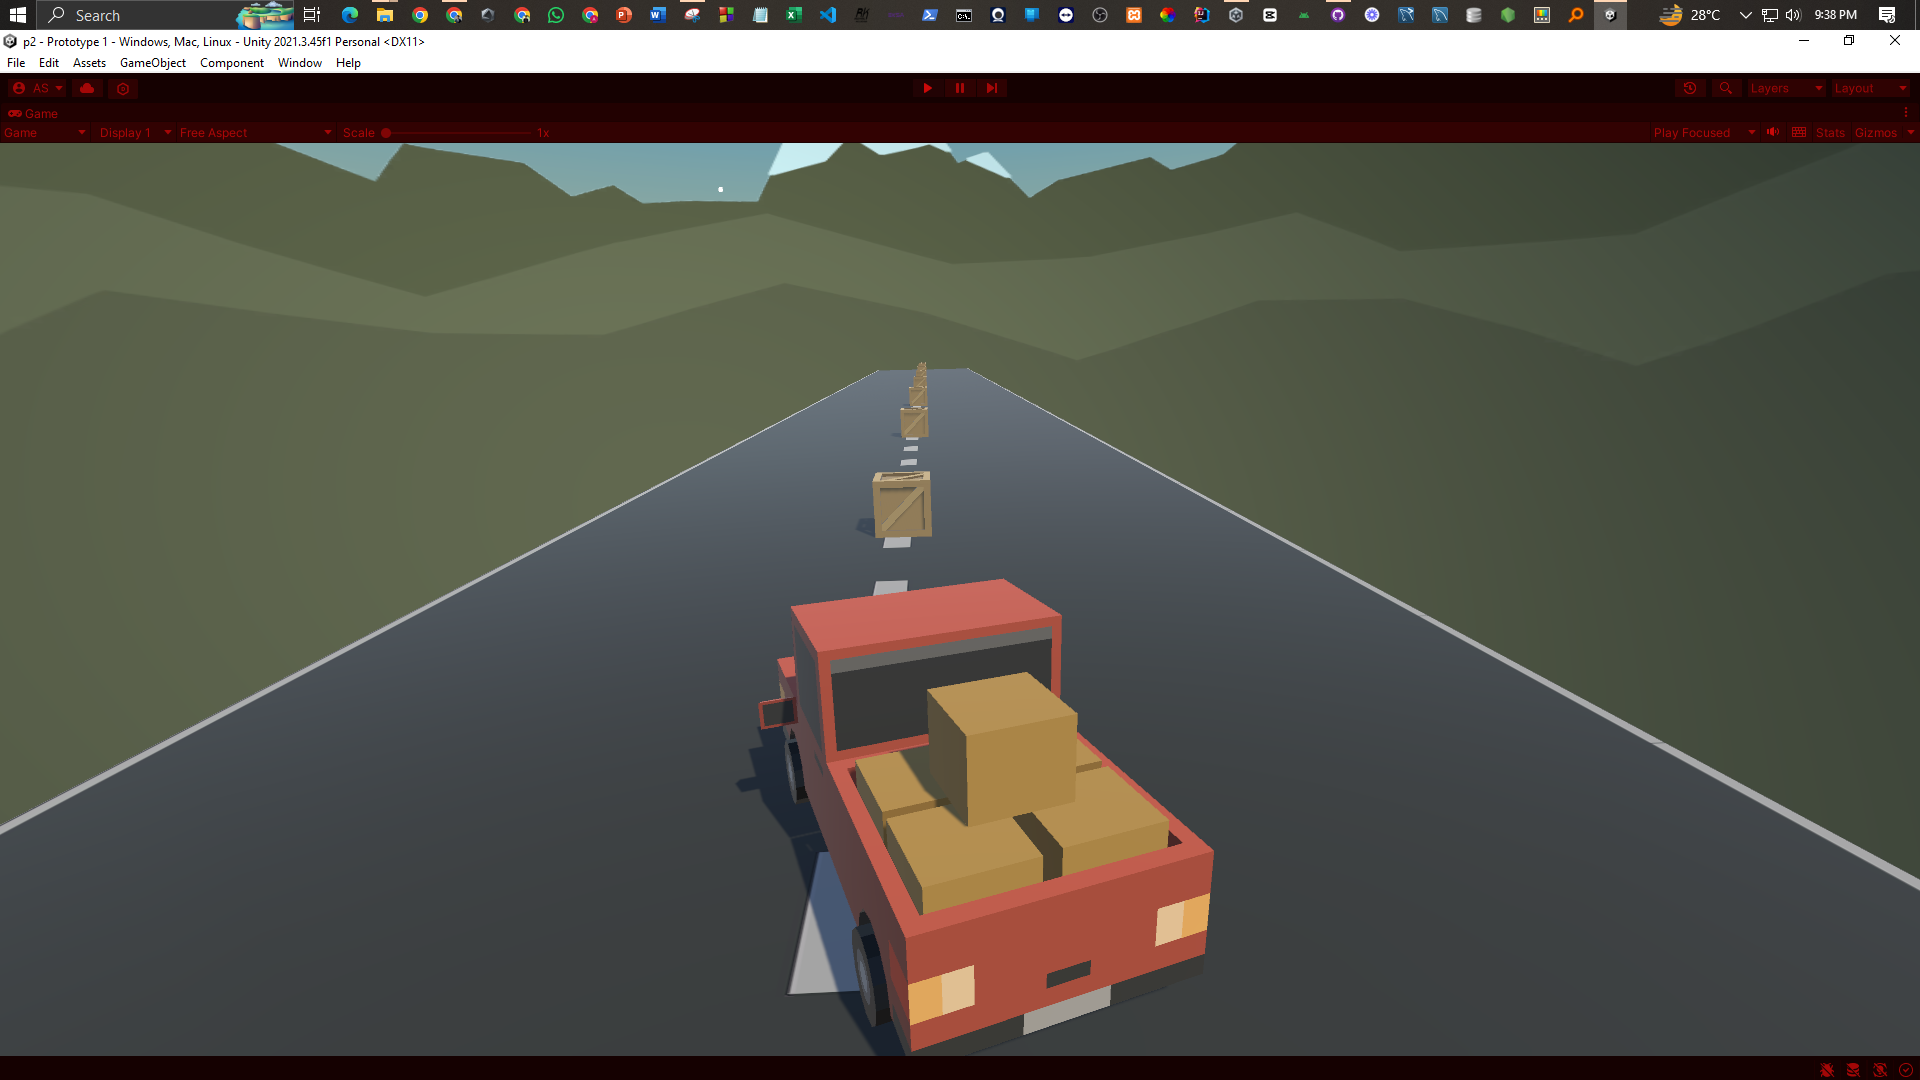 Search
28°C
9:38 PM
p2 - Prototype 1 - Windows, Mac, Linux - Unity 2021.3.45f1 Personal <DX11>
File Edit Assets GameObject Component Window Help
AS
Layers Layout
Game
Game Display 1 Free Aspect Scale 1x Play Focused Stats Gizmos